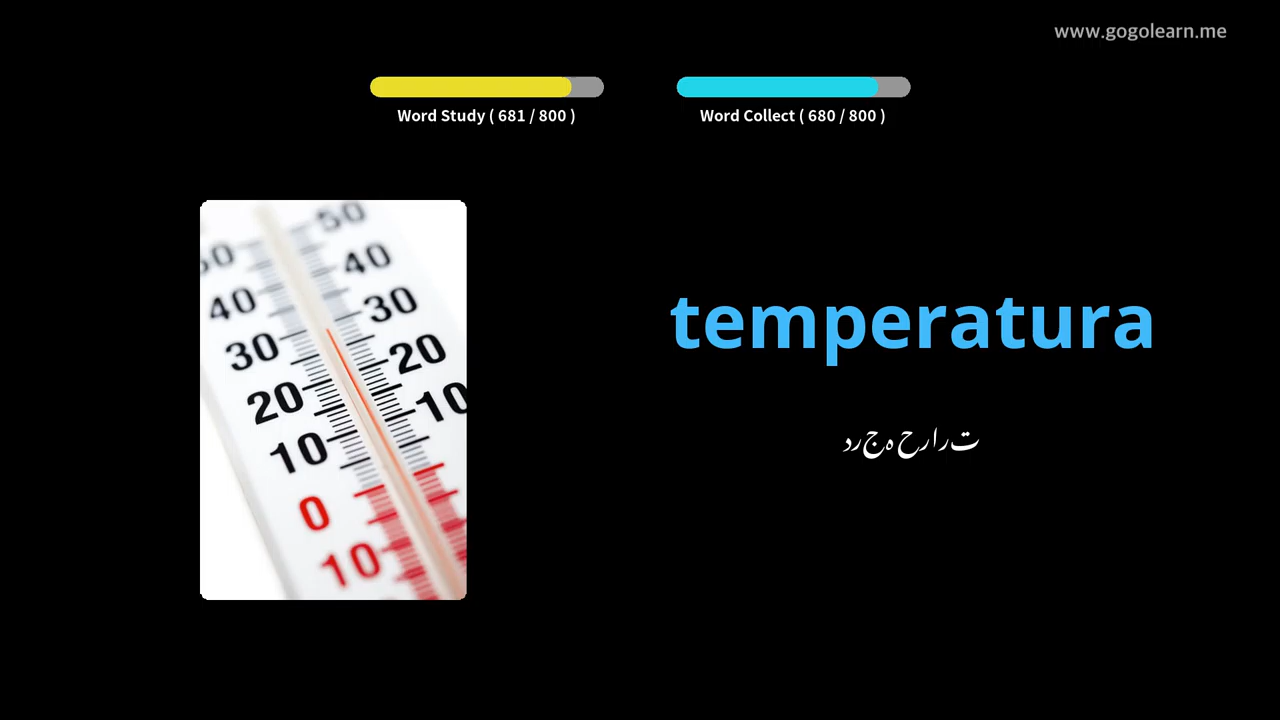 www.gogolearn.me
Word Study ( 681 / 800 )
Word Collect ( 680 / 800 )
50
40
40
30
30
20
20
10
10
0
10
temperatura
درجہ حرارت